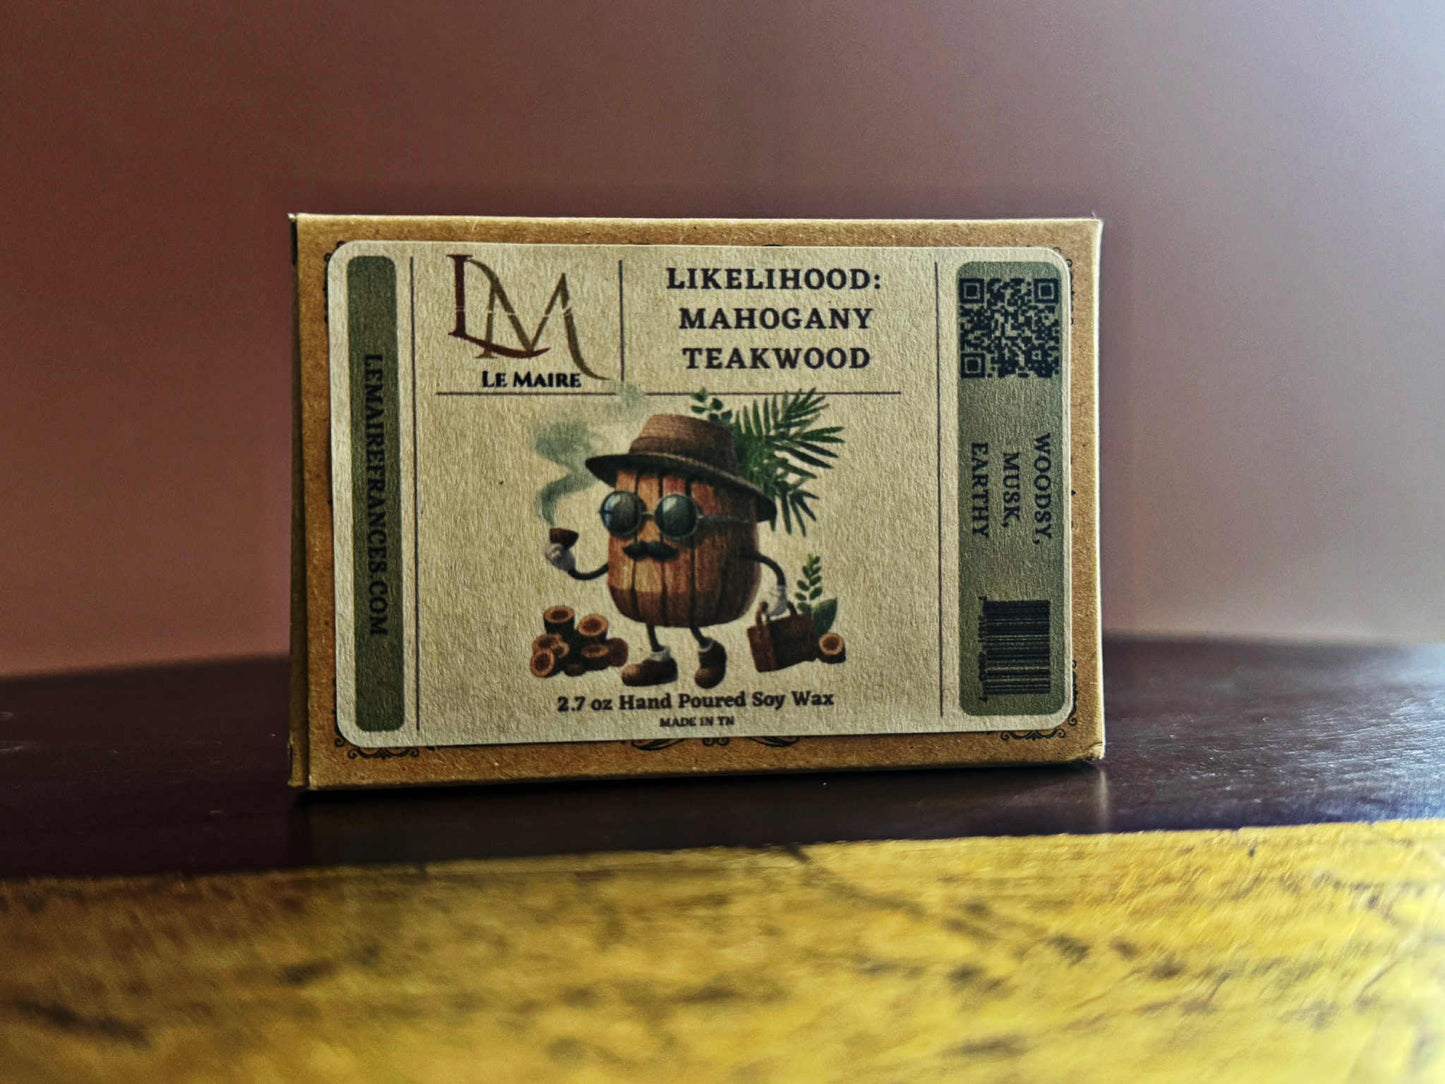 LEMAIREFRANCES.COM
LM
LE MAIRE
LIKELIHOOD:
MAHOGANY
TEAKWOOD
WOODSY,
MUSK,
EARTHY
2.7 oz Hand Poured Soy Wax
MADE IN TN